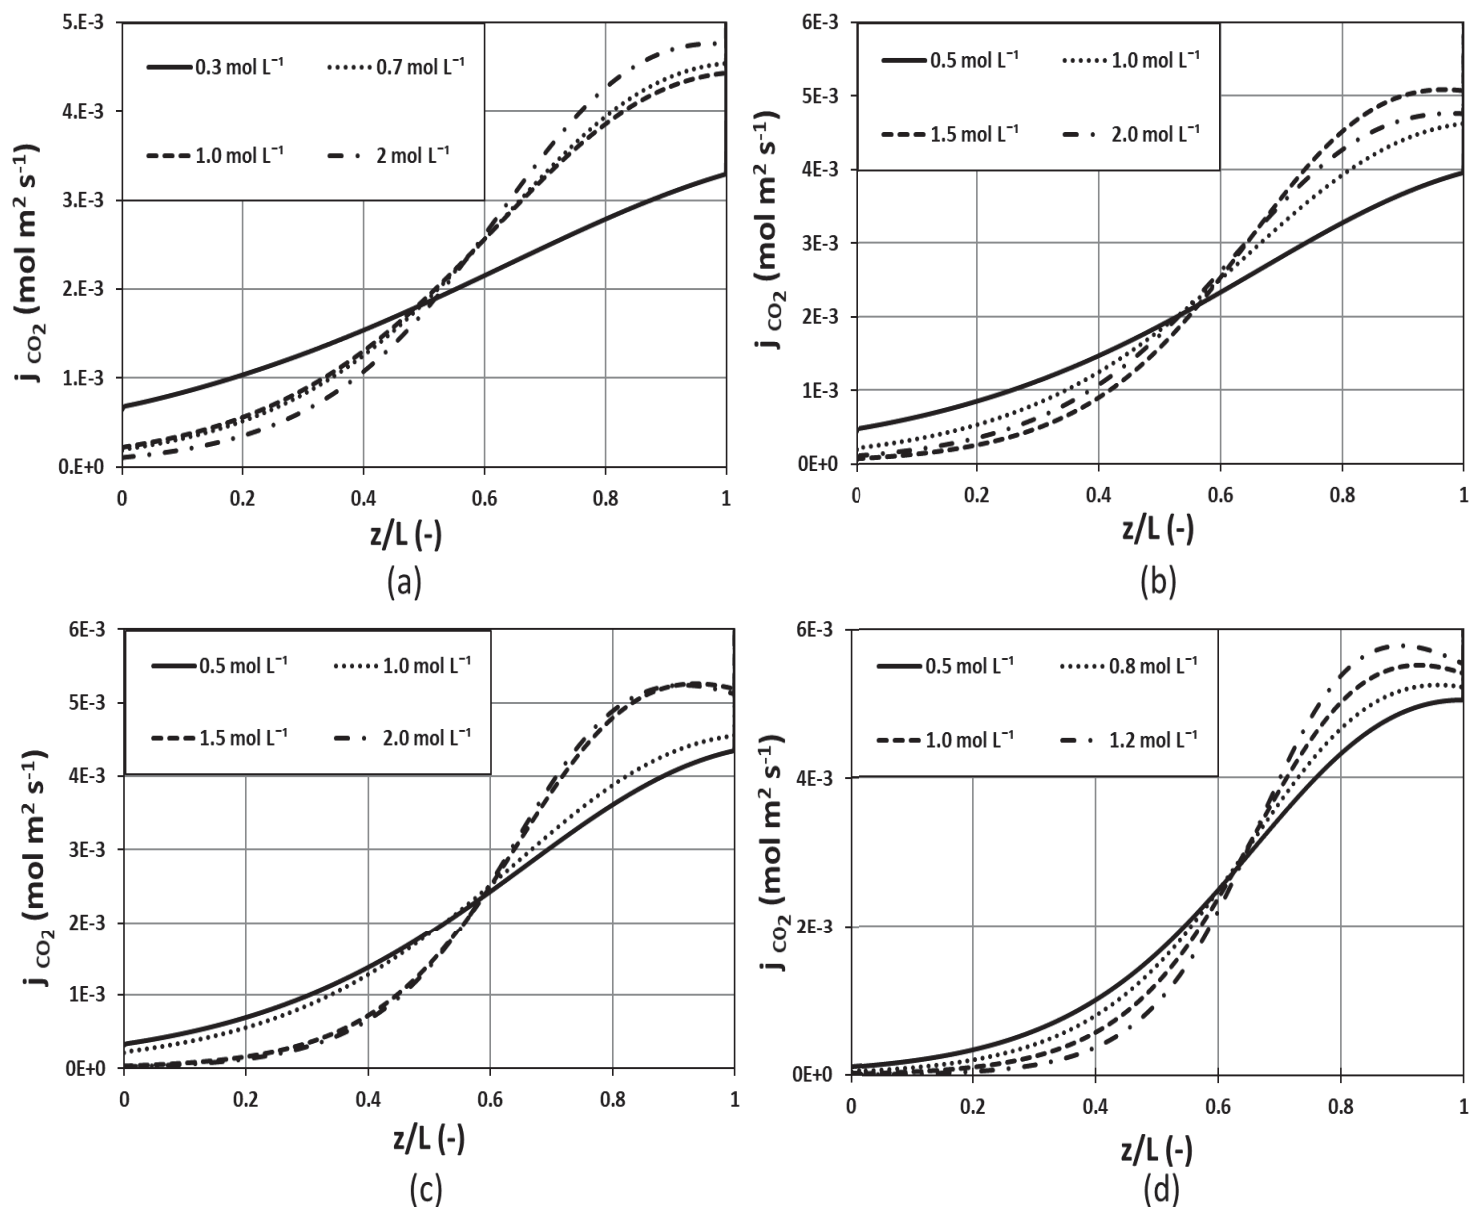 5.E-3
4.E-3
3.E-3
2.E-3
1.E-3
0.E+0
0.3 mol L⁻¹ 0.7 mol L⁻¹
1.0 mol L⁻¹ 2 mol L⁻¹
j CO₂ (mol m² s⁻¹)
0 0.2 0.4 0.6 0.8 1
z/L (-)
(a)
6E-3
5E-3
4E-3
3E-3
2E-3
1E-3
0E+0
0.5 mol L⁻¹ 1.0 mol L⁻¹
1.5 mol L⁻¹ 2.0 mol L⁻¹
j CO₂ (mol m² s⁻¹)
0 0.2 0.4 0.6 0.8 1
z/L (-)
(b)
6E-3
5E-3
4E-3
3E-3
2E-3
1E-3
0E+0
0.5 mol L⁻¹ 1.0 mol L⁻¹
1.5 mol L⁻¹ 2.0 mol L⁻¹
j CO₂ (mol m² s⁻¹)
0 0.2 0.4 0.6 0.8 1
z/L (-)
(c)
6E-3
4E-3
2E-3
0E+0
0.5 mol L⁻¹ 0.8 mol L⁻¹
1.0 mol L⁻¹ 1.2 mol L⁻¹
j CO₂ (mol m² s⁻¹)
0 0.2 0.4 0.6 0.8 1
z/L (-)
(d)